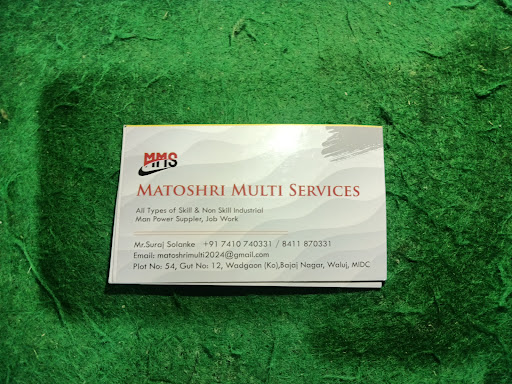 MMS
MATOSHRI MULTI SERVICES
All Types of Skill & Non Skill Industrial
Man Power Suppler, Job Work
Mr.Suraj Solanke +91 7410 740331 / 8411 870331
Email: matoshrimulti2024@gmail.com
Plot No: 54, Gut No: 12, Wadgaon (Ko),Bajaj Nagar, Waluj, MIDC